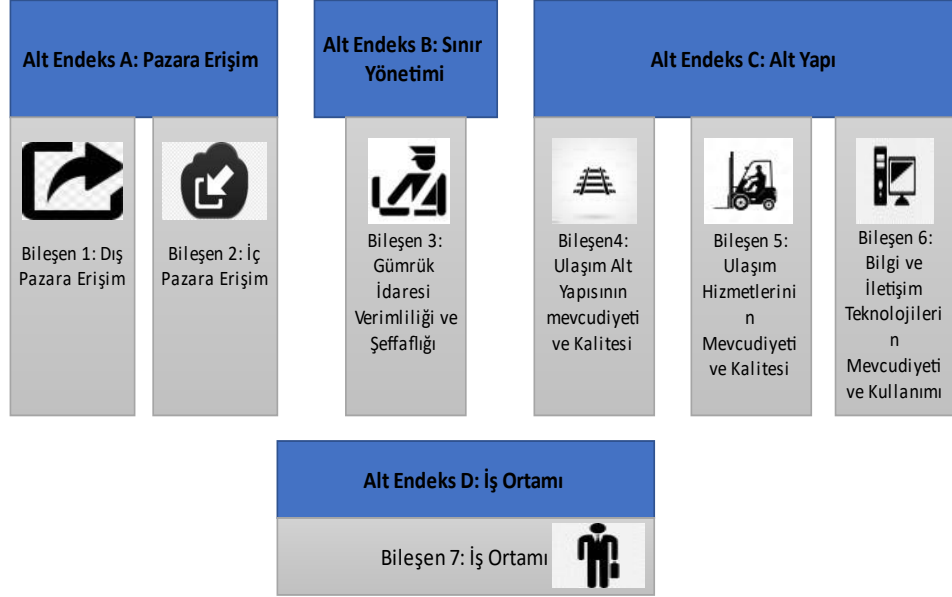 Alt Endeks A: Pazara Erişim
Alt Endeks B: Sınır
Yönetimi
Alt Endeks C: Alt Yapı
Bileşen 1: Dış
Pazara Erişim
Bileşen 2: İç
Pazara Erişim
Bileşen 3:
Gümrük
İdaresi
Verimliliği ve
Şeffaflığı
Bileşen4:
Ulaşım Alt
Yapısının
mevcudiyeti
ve Kalitesi
Bileşen 5:
Ulaşım
Hizmetlerini
n
Mevcudiyeti
ve Kalitesi
Bileşen 6:
Bilgi ve
İletişim
Teknolojileri
n
Mevcudiyeti
ve Kullanımı
Alt Endeks D: İş Ortamı
Bileşen 7: İş Ortamı